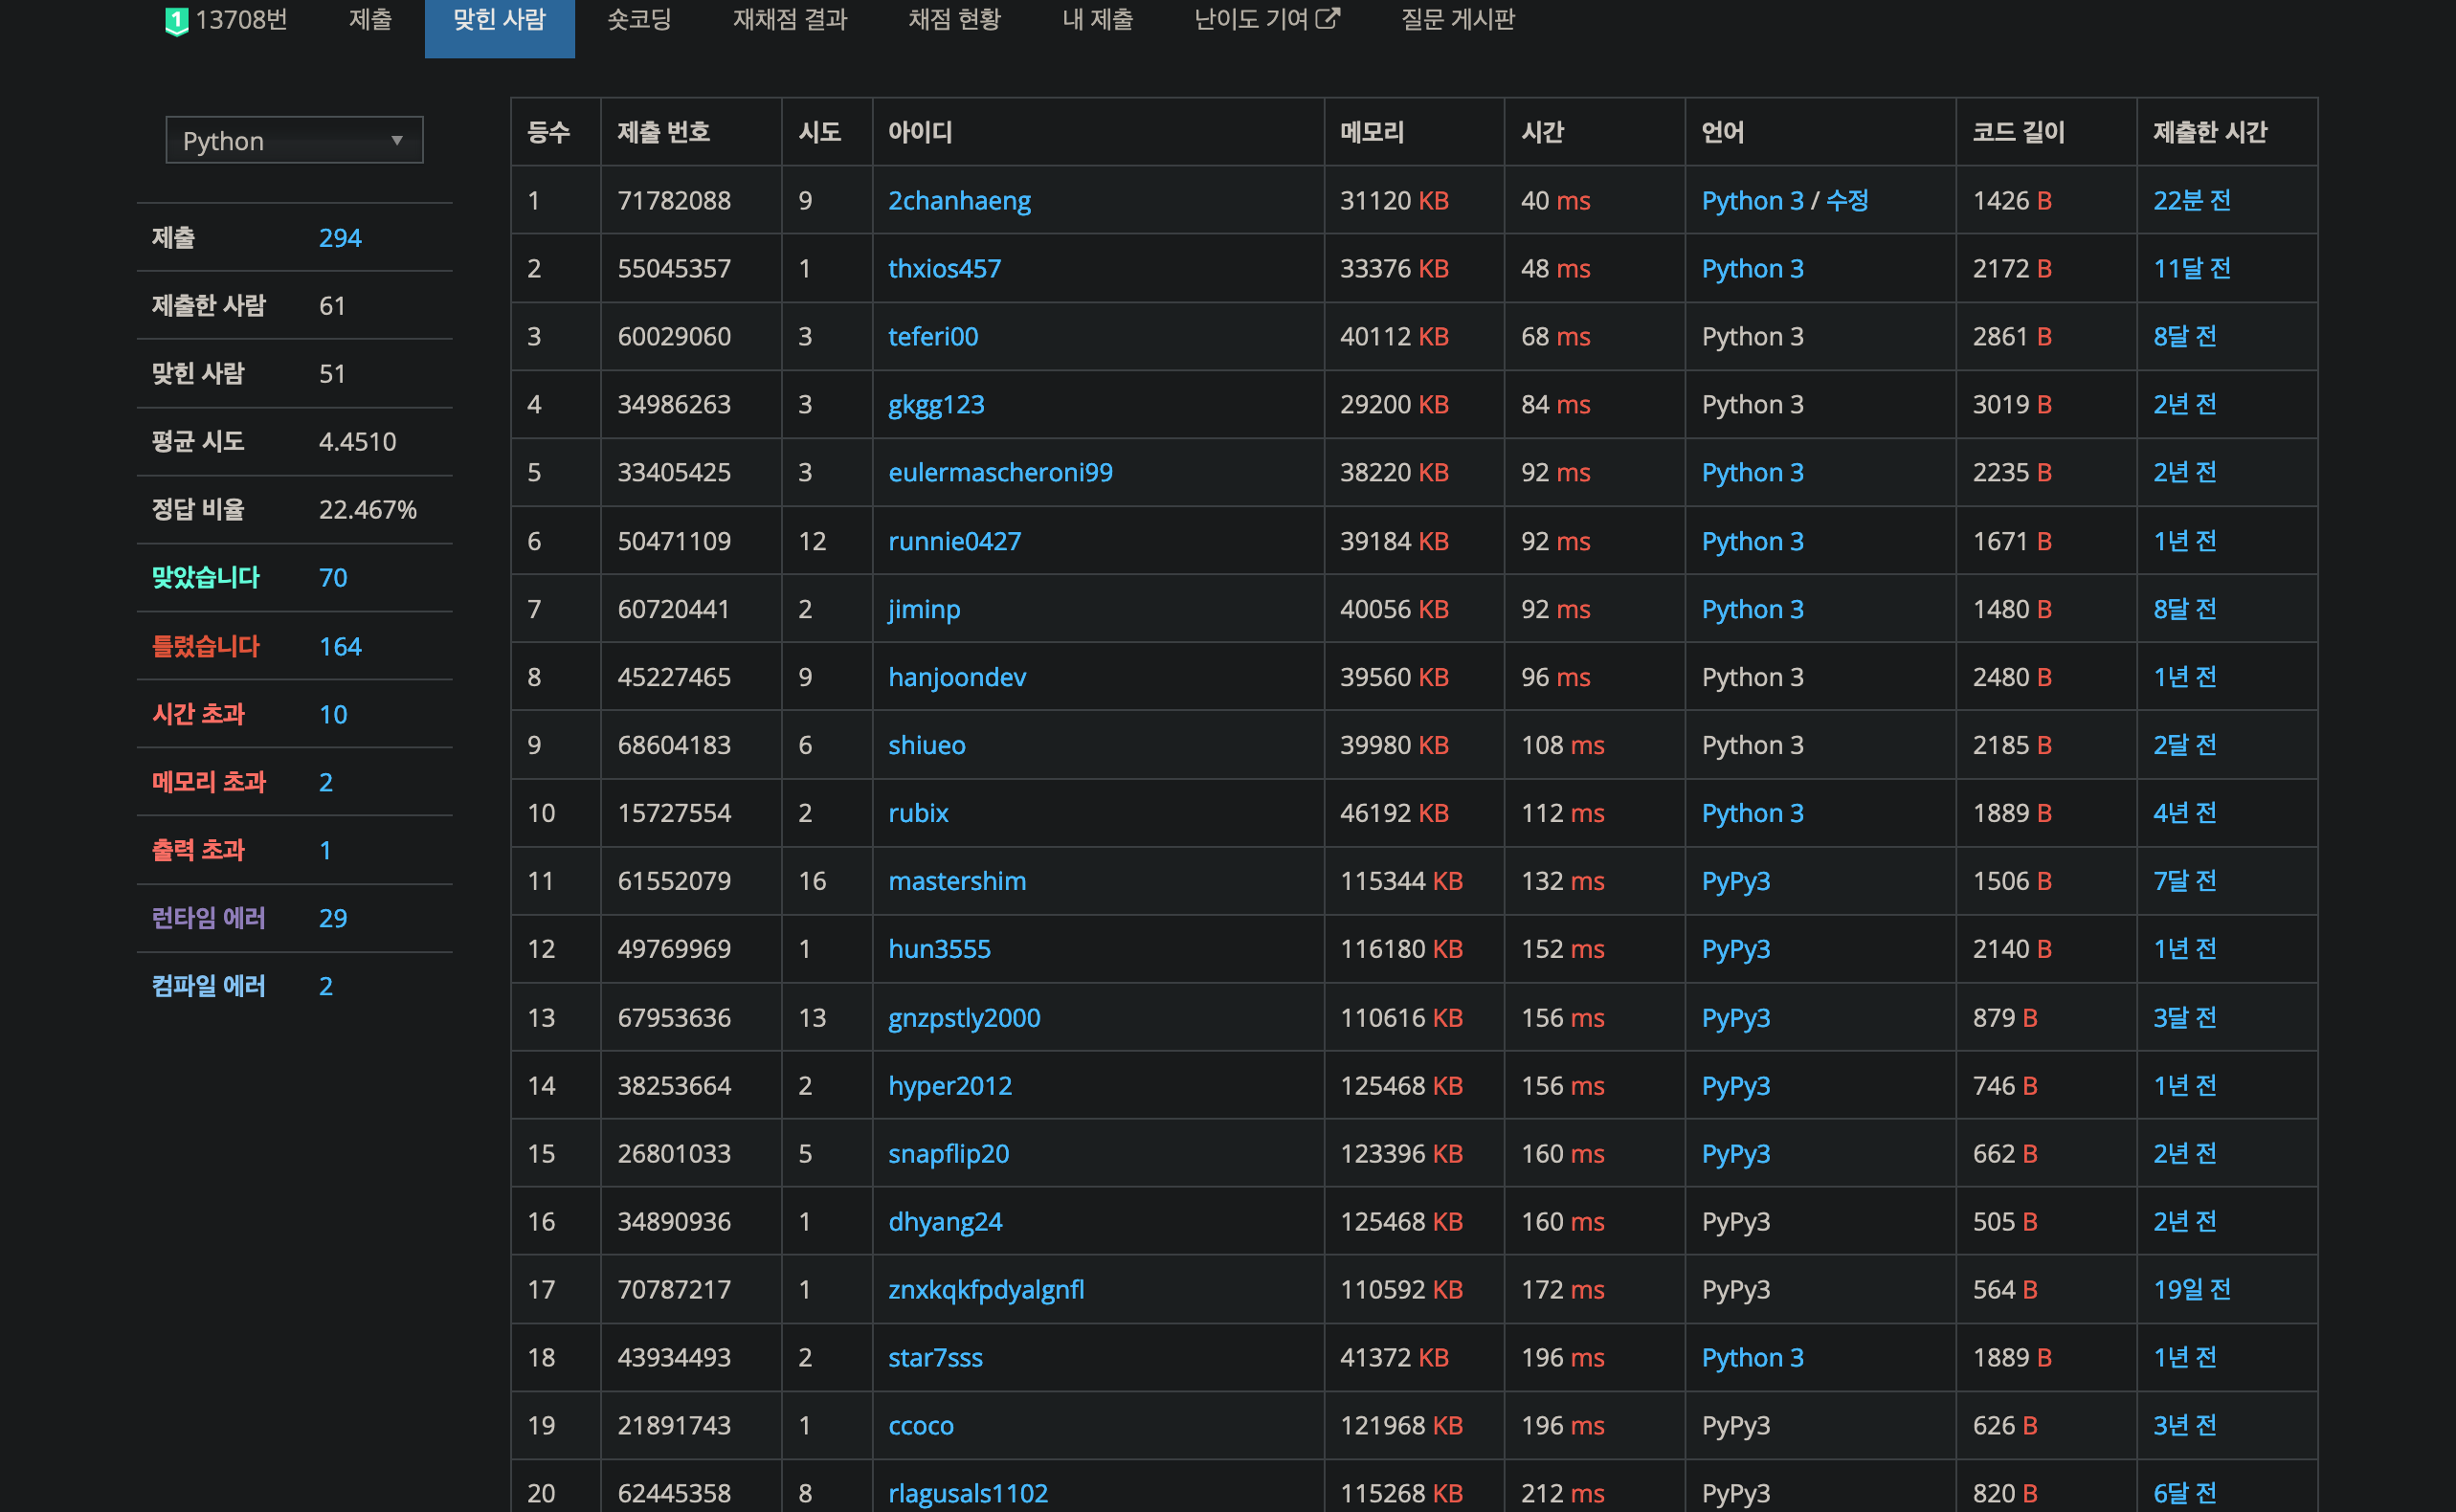 1 13708번 제출 맞힌 사람 숏코딩 재채점 결과 채점 현황 내 제출 난이도 기여 질문 게시판
Python
제출 294
제출한 사람 61
맞힌 사람 51
평균 시도 4.4510
정답 비율 22.467%
맞았습니다 70
틀렸습니다 164
시간 초과 10
메모리 초과 2
출력 초과 1
런타임 에러 29
컴파일 에러 2
등수 제출 번호 시도 아이디 메모리 시간 언어 코드 길이 제출한 시간
1 71782088 9 2chanhaeng 31120 KB 40 ms Python 3 / 수정 1426 B 22분 전
2 55045357 1 thxios457 33376 KB 48 ms Python 3 2172 B 11달 전
3 60029060 3 teferi00 40112 KB 68 ms Python 3 2861 B 8달 전
4 34986263 3 gkgg123 29200 KB 84 ms Python 3 3019 B 2년 전
5 33405425 3 eulermascheroni99 38220 KB 92 ms Python 3 2235 B 2년 전
6 50471109 12 runnie0427 39184 KB 92 ms Python 3 1671 B 1년 전
7 60720441 2 jiminp 40056 KB 92 ms Python 3 1480 B 8달 전
8 45227465 9 hanjoondev 39560 KB 96 ms Python 3 2480 B 1년 전
9 68604183 6 shiueo 39980 KB 108 ms Python 3 2185 B 2달 전
10 15727554 2 rubix 46192 KB 112 ms Python 3 1889 B 4년 전
11 61552079 16 mastershim 115344 KB 132 ms PyPy3 1506 B 7달 전
12 49769969 1 hun3555 116180 KB 152 ms PyPy3 2140 B 1년 전
13 67953636 13 gnzpstly2000 110616 KB 156 ms PyPy3 879 B 3달 전
14 38253664 2 hyper2012 125468 KB 156 ms PyPy3 746 B 1년 전
15 26801033 5 snapflip20 123396 KB 160 ms PyPy3 662 B 2년 전
16 34890936 1 dhyang24 125468 KB 160 ms PyPy3 505 B 2년 전
17 70787217 1 znxkqkfpdyalgnfl 110592 KB 172 ms PyPy3 564 B 19일 전
18 43934493 2 star7sss 41372 KB 196 ms Python 3 1889 B 1년 전
19 21891743 1 ccoco 121968 KB 196 ms PyPy3 626 B 3년 전
20 62445358 8 rlagusals1102 115268 KB 212 ms PyPy3 820 B 6달 전